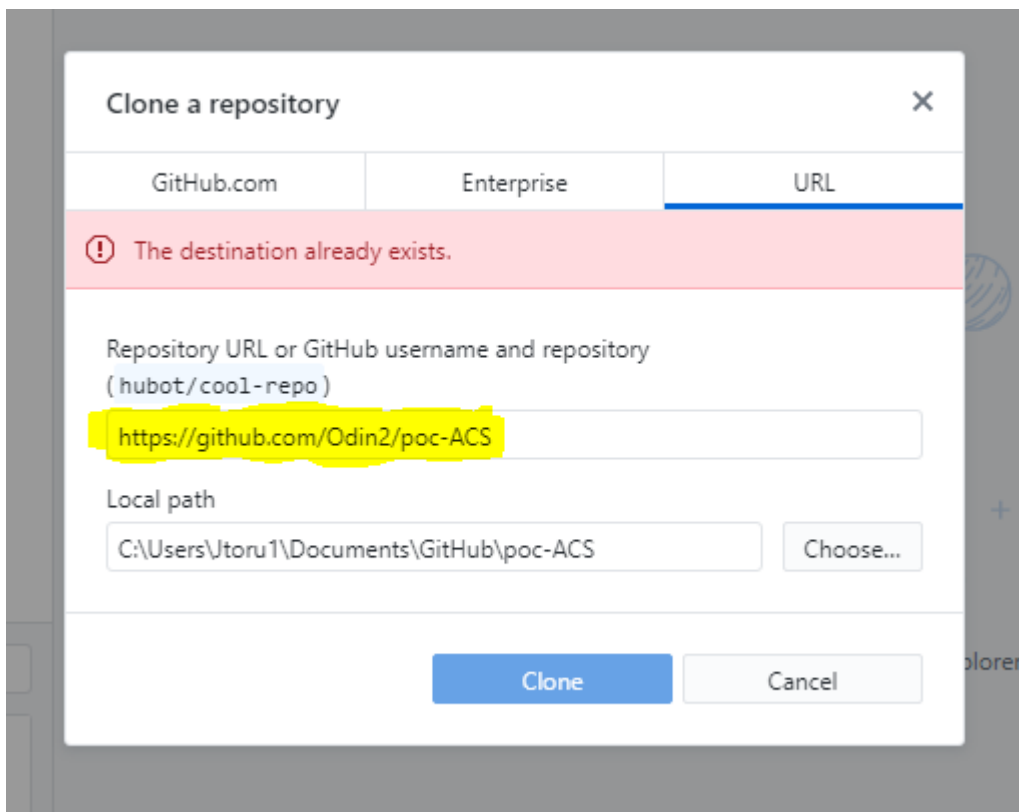 Clone a repository
GitHub.com Enterprise URL
The destination already exists.
Repository URL or GitHub username and repository
(hubot/cool-repo)
https://github.com/Odin2/poc-ACS
Local path
C:\Users\Jtoru1\Documents\GitHub\poc-ACS Choose...
Clone Cancel